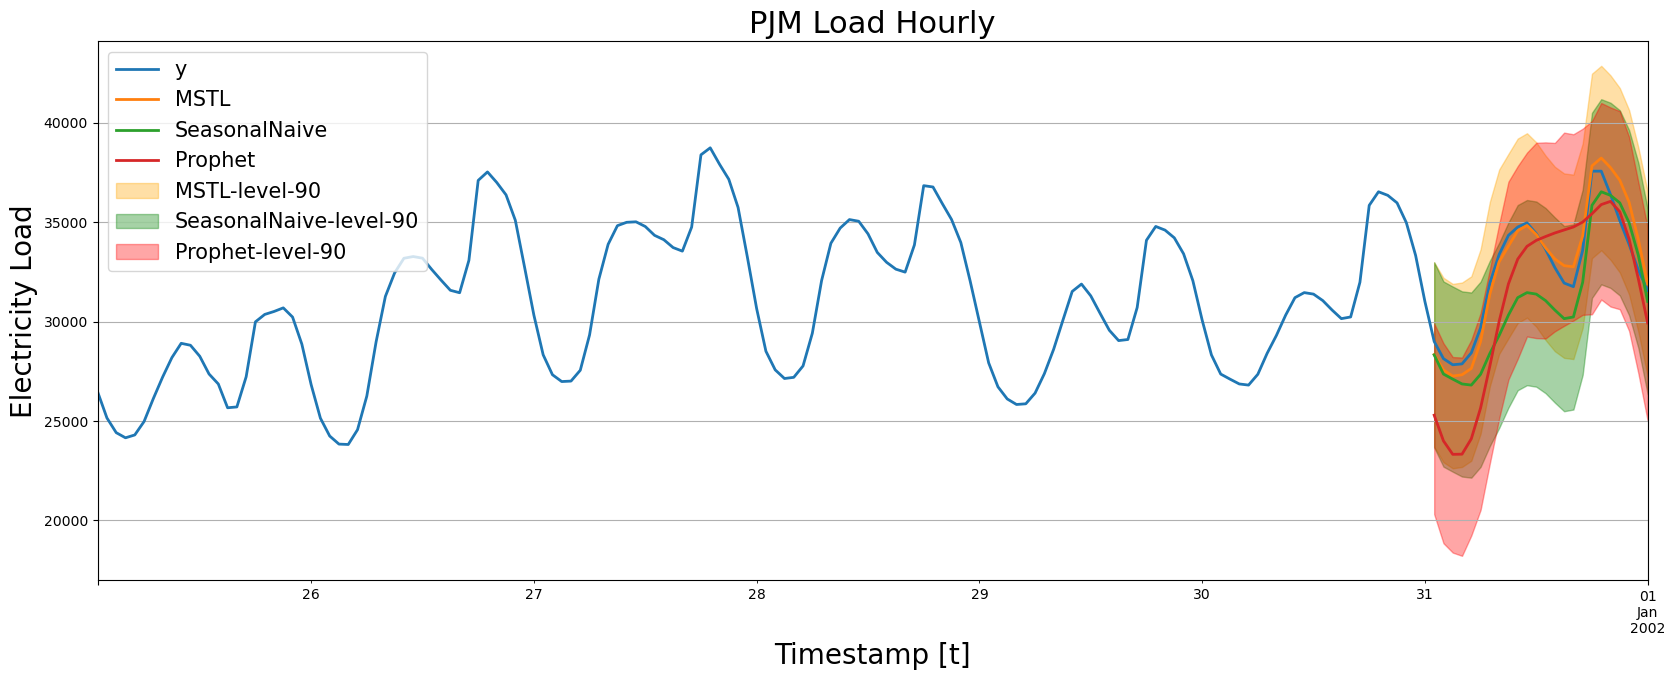 PJM Load Hourly
y
MSTL
SeasonalNaive
Prophet
MSTL-level-90
SeasonalNaive-level-90
Prophet-level-90
40000
35000
30000
25000
20000
Electricity Load
26
27
28
29
30
31
01
Jan
2002
Timestamp [t]